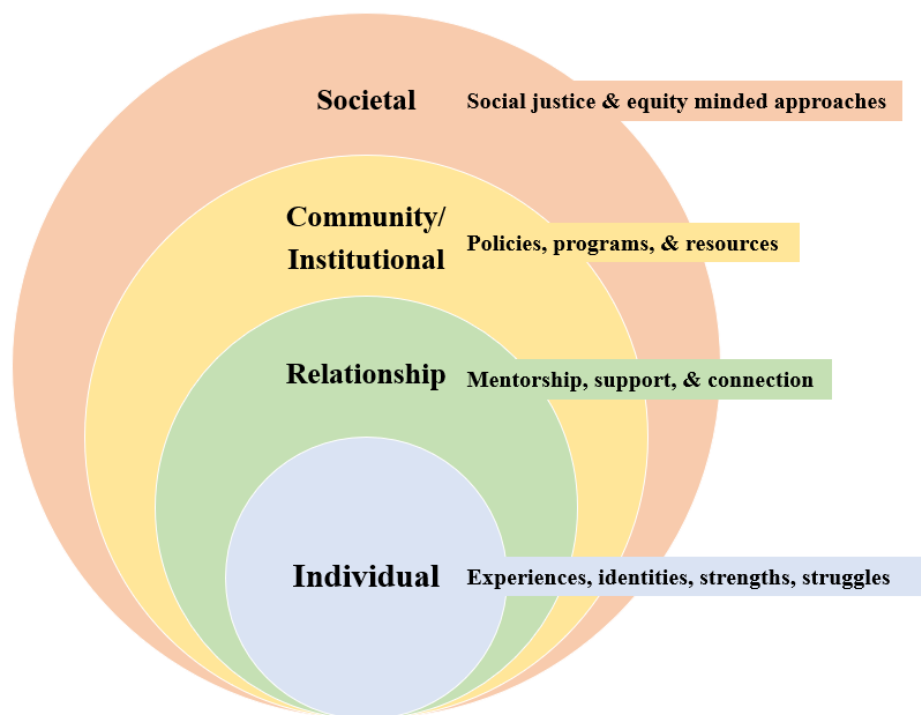 Societal
Social justice & equity minded approaches
Community/
Institutional
Policies, programs, & resources
Relationship
Mentorship, support, & connection
Individual
Experiences, identities, strengths, struggles